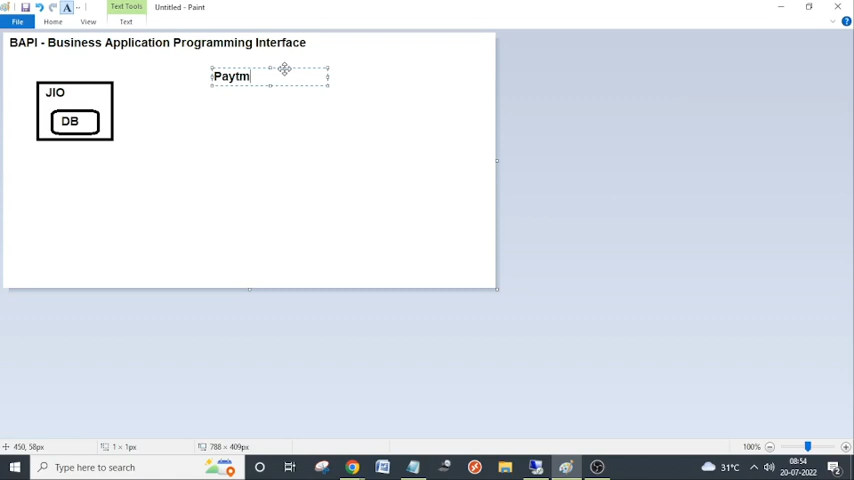 Text Tools
Untitled - Paint
File
Home
View
Text
BAPI - Business Application Programming Interface
Paytm
JIO
DB
450, 58px
1 × 1px
788 × 409px
100%
Type here to search
31°C
08:54
20-07-2022
2